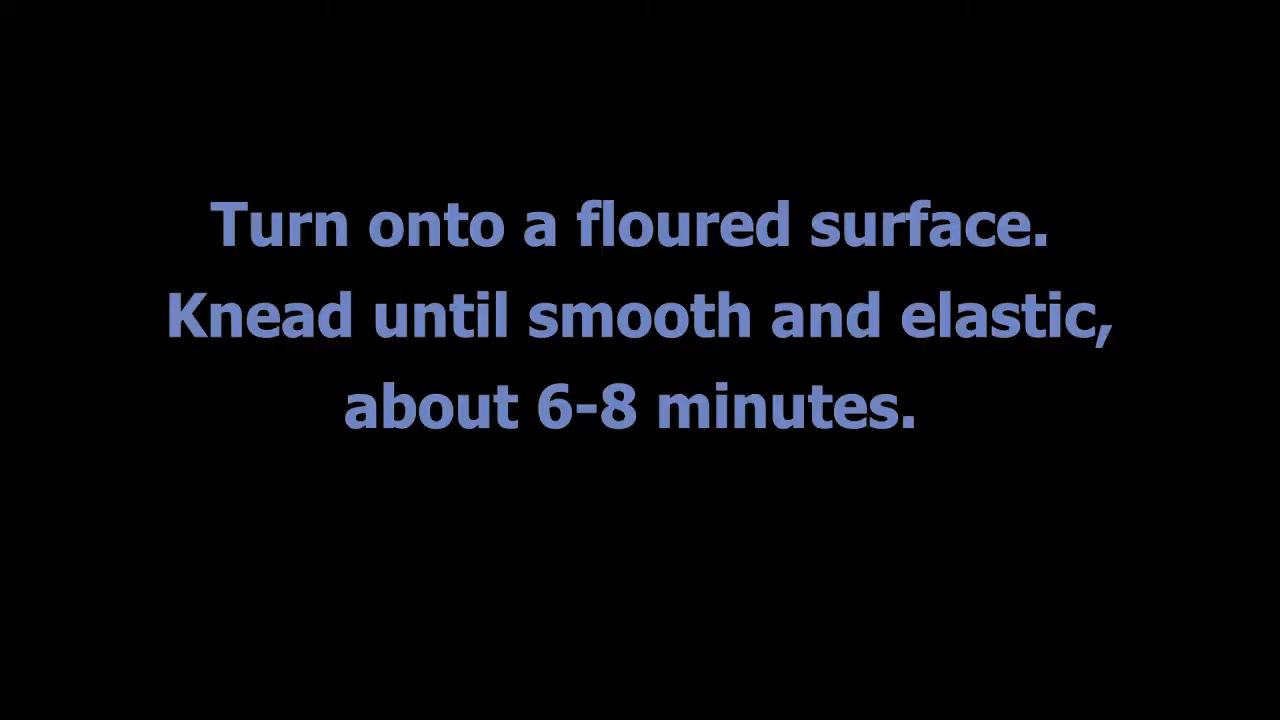 Turn onto a floured surface.
Knead until smooth and elastic,
about 6-8 minutes.